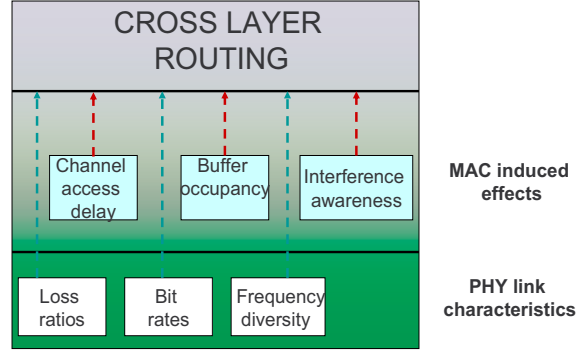 CROSS LAYER
ROUTING
Channel
access
delay
Buffer
occupancy
Interference
awareness
MAC induced
effects
Loss
ratios
Bit
rates
Frequency
diversity
PHY link
characteristics